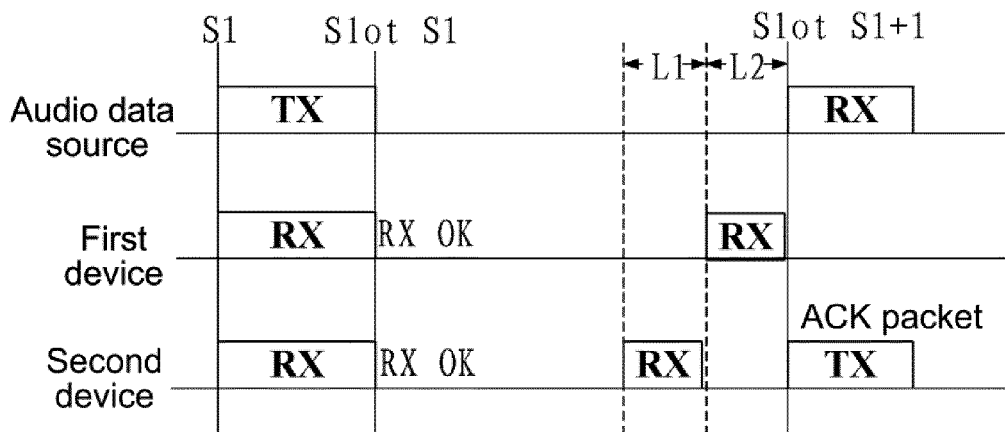 S1 Slot S1 Slot S1+1
L1 L2
Audio data
source
TX RX
First
device
RX RX OK RX
ACK packet
Second
device
RX RX OK RX TX